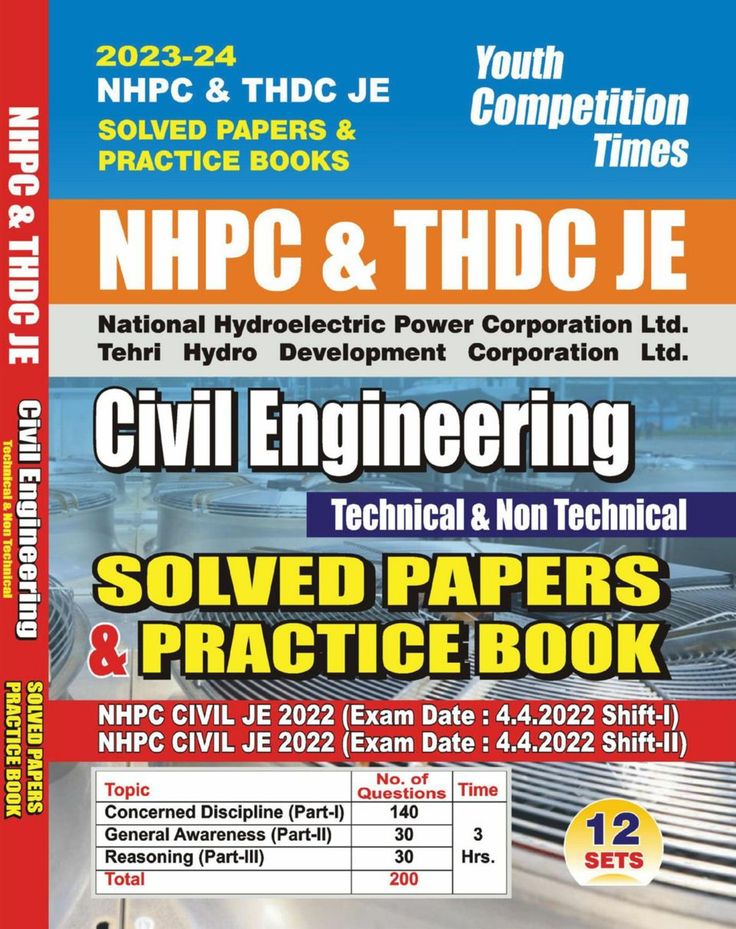 NHPC & THDC JE
Civil Engineering
Technical & Non Technical
SOLVED PAPERS
PRACTICE BOOK
2023-24
NHPC & THDC JE
SOLVED PAPERS &
PRACTICE BOOKS
Youth
Competition
Times
NHPC & THDC JE
National Hydroelectric Power Corporation Ltd.
Tehri Hydro Development Corporation Ltd.
Civil Engineering
Technical & Non Technical
SOLVED PAPERS
& PRACTICE BOOK
NHPC CIVIL JE 2022 (Exam Date : 4.4.2022 Shift-I)
NHPC CIVIL JE 2022 (Exam Date : 4.4.2022 Shift-II)
Topic No. of Questions Time
Concerned Discipline (Part-I) 140
General Awareness (Part-II) 30 3
Reasoning (Part-III) 30 Hrs.
Total 200
12
SETS